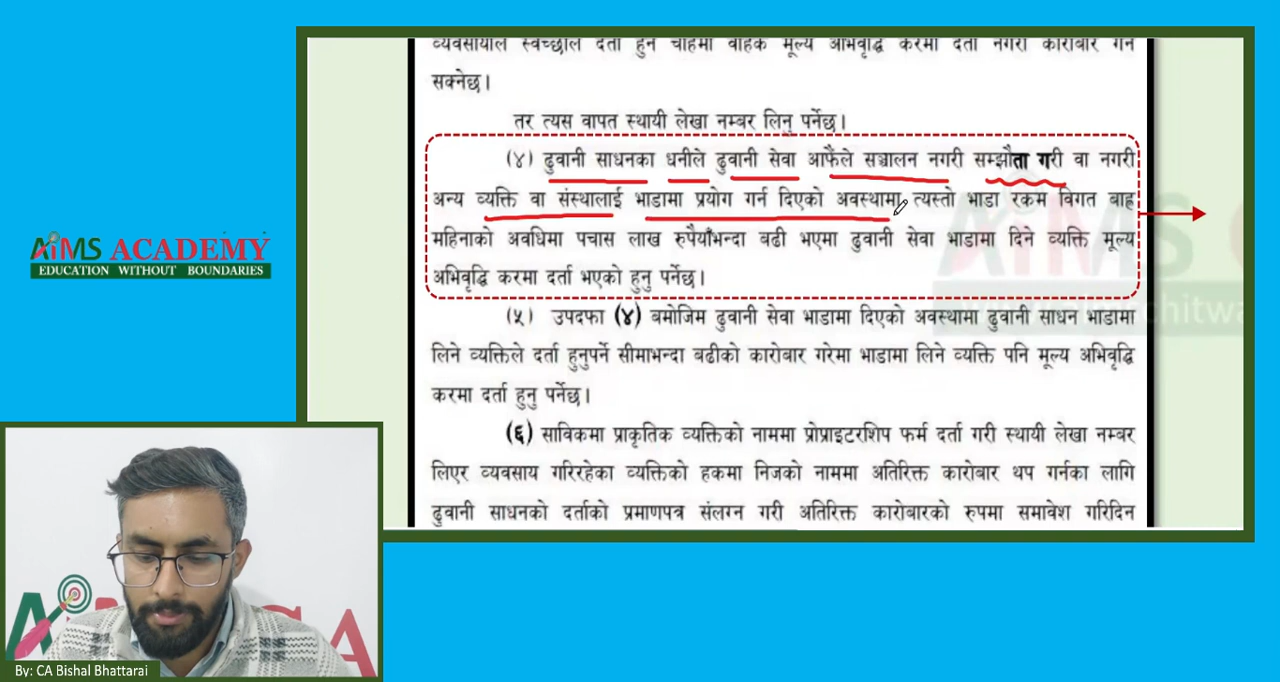 व्यवसायीले स्वेच्छाले दर्ता हुन चाहेमा बाहेक मूल्य अभिवृद्धि करमा दर्ता नगरी कारोबार गर्न
सक्नेछ।
तर त्यस वापत स्थायी लेखा नम्बर लिनु पर्नेछ।
(४) ढुवानी साधनका धनीले ढुवानी सेवा आफैंले सञ्चालन नगरी सम्झौता गरी वा नगरी
अन्य व्यक्ति वा संस्थालाई भाडामा प्रयोग गर्न दिएको अवस्थामा त्यस्तो भाडा रकम विगत बाह्र
महिनाको अवधिमा पचास लाख रुपैयाँभन्दा बढी भएमा ढुवानी सेवा भाडामा दिने व्यक्ति मूल्य
अभिवृद्धि करमा दर्ता भएको हुनु पर्नेछ।
(५) उपदफा (४) बमोजिम ढुवानी सेवा भाडामा दिएको अवस्थामा ढुवानी साधन भाडामा
लिने व्यक्तिले दर्ता हुनुपर्ने सीमाभन्दा बढीको कारोबार गरेमा भाडामा लिने व्यक्ति पनि मूल्य अभिवृद्धि
करमा दर्ता हुनु पर्नेछ।
(६) साविकमा प्राकृतिक व्यक्तिको नाममा प्रोप्राइटरशिप फर्म दर्ता गरी स्थायी लेखा नम्बर
लिएर व्यवसाय गरिरहेका व्यक्तिको हकमा निजको नाममा अतिरिक्त कारोबार थप गर्नका लागि
ढुवानी साधनको दर्ताको प्रमाणपत्र संलग्न गरी अतिरिक्त कारोबारको रुपमा समावेश गरिदिन
AiMS ACADEMY
EDUCATION WITHOUT BOUNDARIES
By: CA Bishal Bhattarai